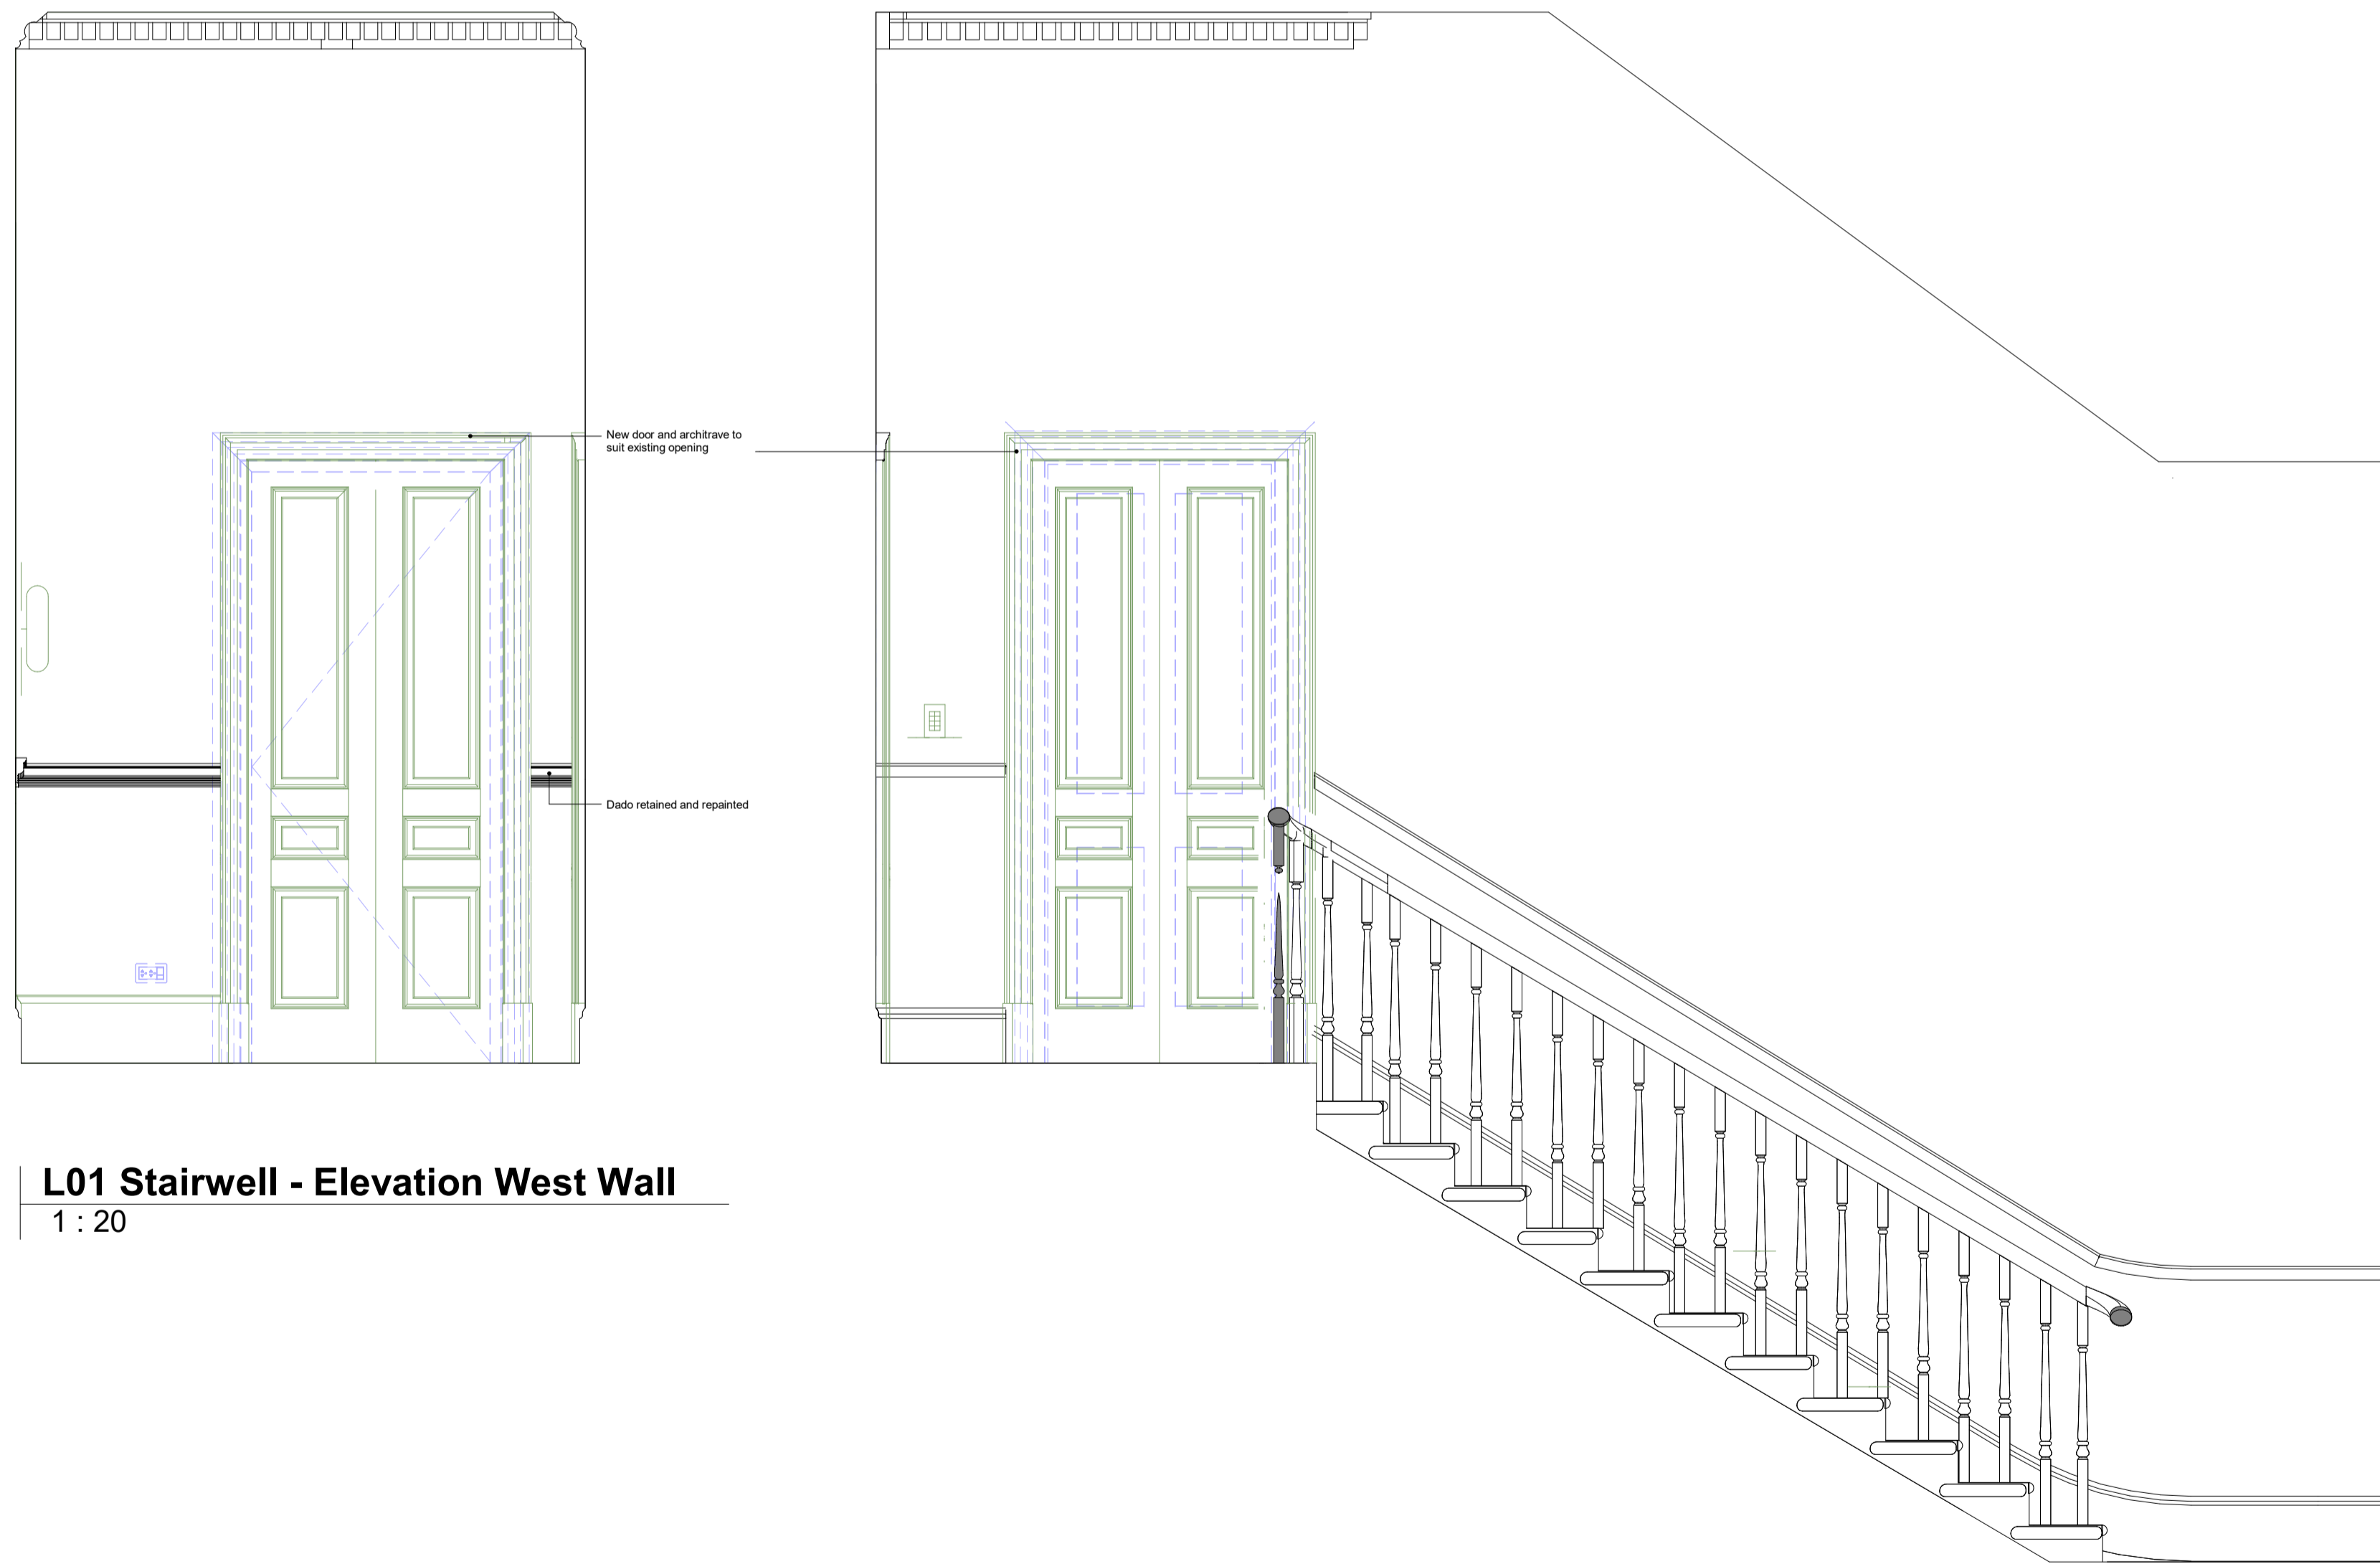 New door and architrave to
suit existing opening
Dado retained and repainted
L01 Stairwell - Elevation West Wall
1 : 20